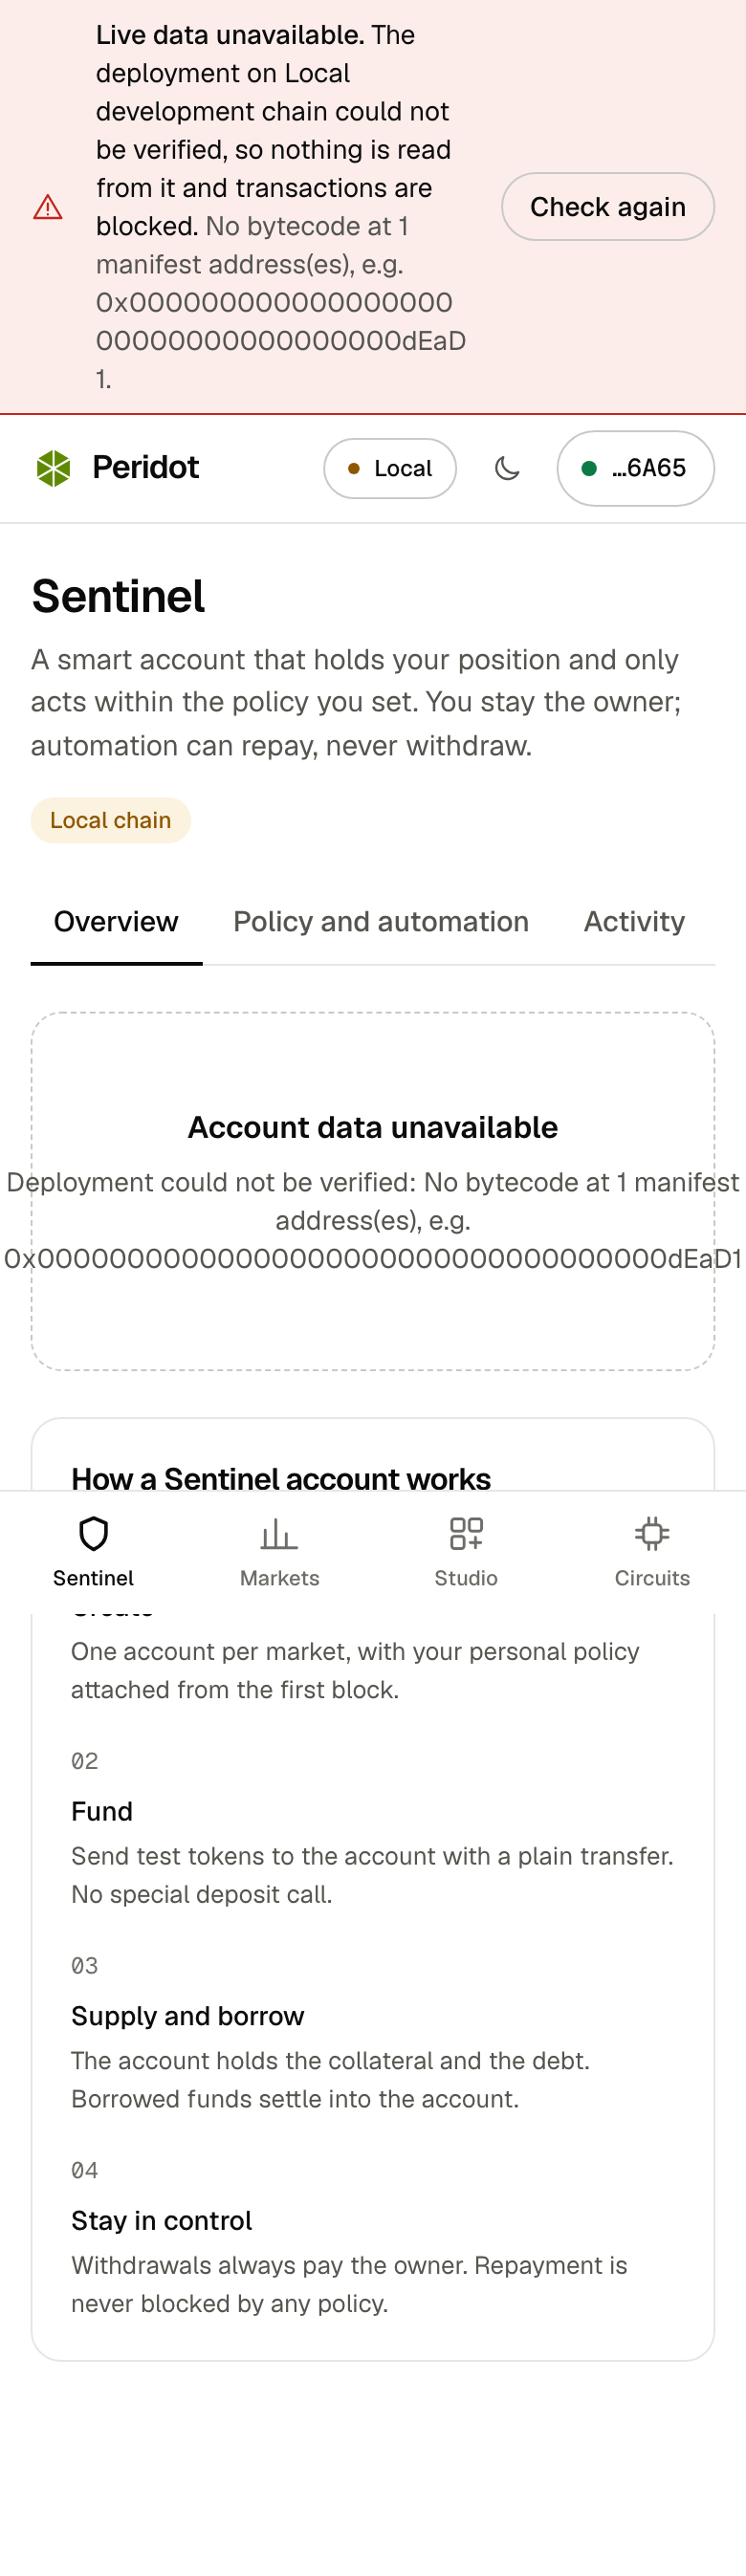 Live data unavailable. The
deployment on Local
development chain could not
be verified, so nothing is read
from it and transactions are
blocked. No bytecode at 1
manifest address(es), e.g.
0x000000000000000000
00000000000000000dEaD
1.
Check again
Peridot
Local
...6A65
Sentinel
A smart account that holds your position and only
acts within the policy you set. You stay the owner;
automation can repay, never withdraw.
Local chain
Overview
Policy and automation
Activity
Account data unavailable
Deployment could not be verified: No bytecode at 1 manifest
address(es), e.g.
0x00000000000000000000000000000000000dEaD1
How a Sentinel account works
Sentinel
Markets
Studio
Circuits
One account per market, with your personal policy
attached from the first block.
02
Fund
Send test tokens to the account with a plain transfer.
No special deposit call.
03
Supply and borrow
The account holds the collateral and the debt.
Borrowed funds settle into the account.
04
Stay in control
Withdrawals always pay the owner. Repayment is
never blocked by any policy.